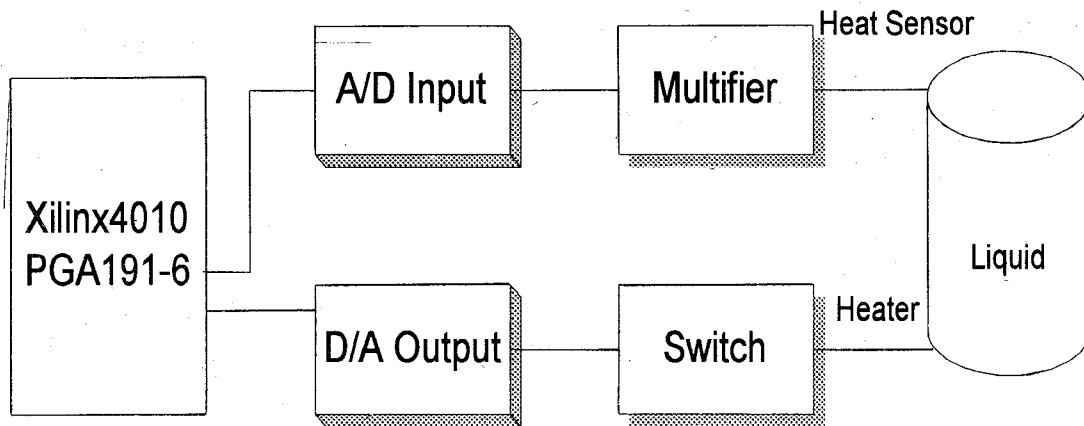 Heat Sensor
A/D Input
Multifier
Xilinx4010
PGA191-6
Liquid
Heater
D/A Output
Switch